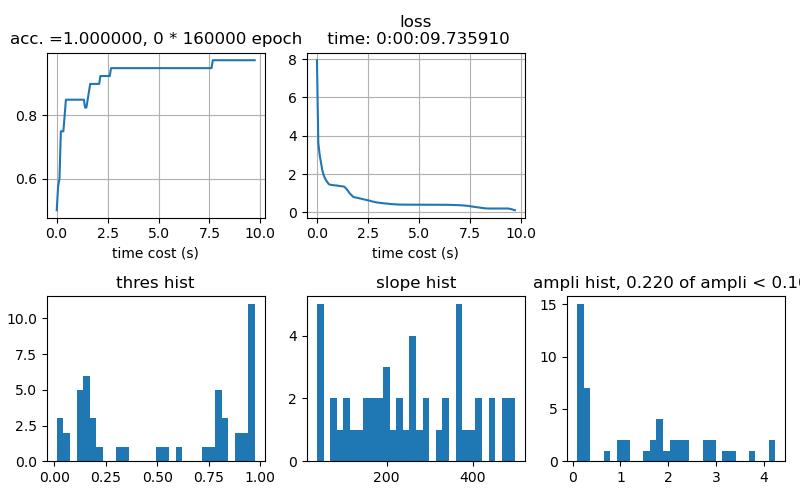 acc. =1.000000, 0 * 160000 epoch
0.8
0.6
0.0 2.5 5.0 7.5 10.0
time cost (s)
loss
time: 0:00:09.735910
8
6
4
2
0
0.0 2.5 5.0 7.5 10.0
time cost (s)
thres hist
10.0
7.5
5.0
2.5
0.0
0.00 0.25 0.50 0.75 1.00
slope hist
4
2
0
200 400
ampli hist, 0.220 of ampli < 0.10
15
10
5
0
0 1 2 3 4